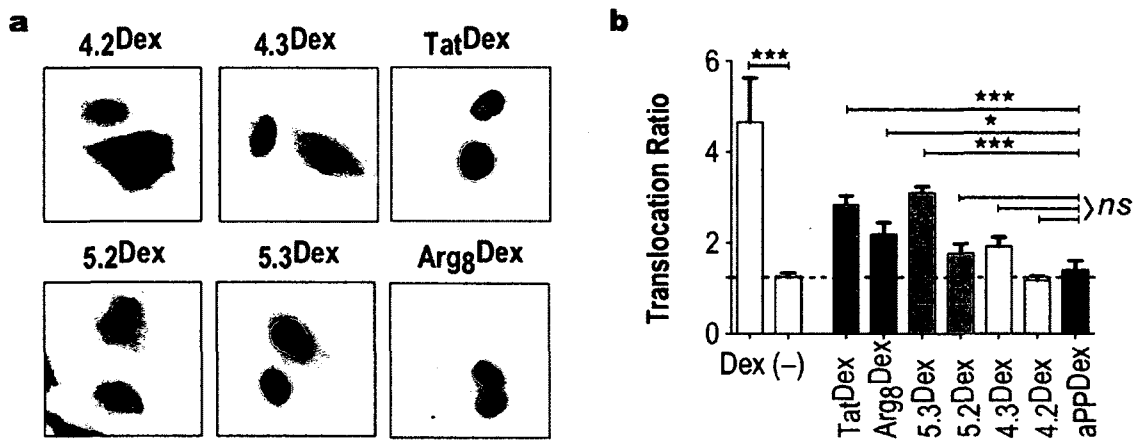 a
4.2Dex 4.3Dex TatDex
5.2Dex 5.3Dex Arg8Dex
b
Translocation Ratio
6
4
2
0
***
***
*
***
ns
Dex (–) TatDex Arg8Dex 5.3Dex 5.2Dex 4.3Dex 4.2Dex aPPDex